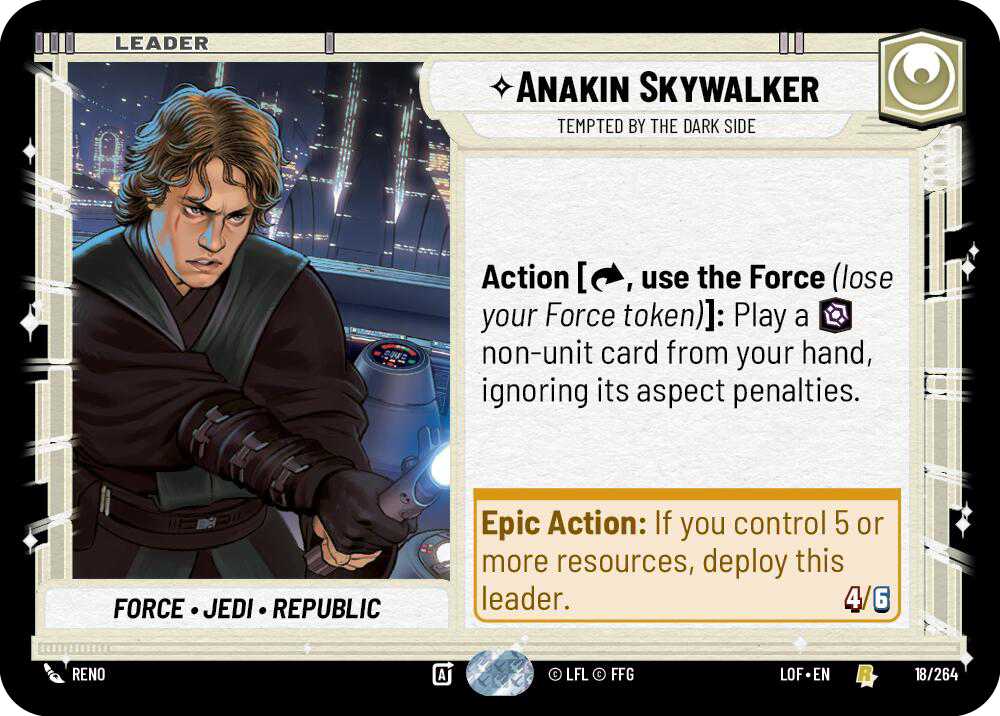 LEADER
ANAKIN SKYWALKER
TEMPTED BY THE DARK SIDE
Action [, use the Force (lose
your Force token)]: Play a
non-unit card from your hand,
ignoring its aspect penalties.
Epic Action: If you control 5 or
more resources, deploy this
leader.
4/6
FORCE • JEDI • REPUBLIC
RENO
A
© LFL © FFG
LOF • EN
R
18/264